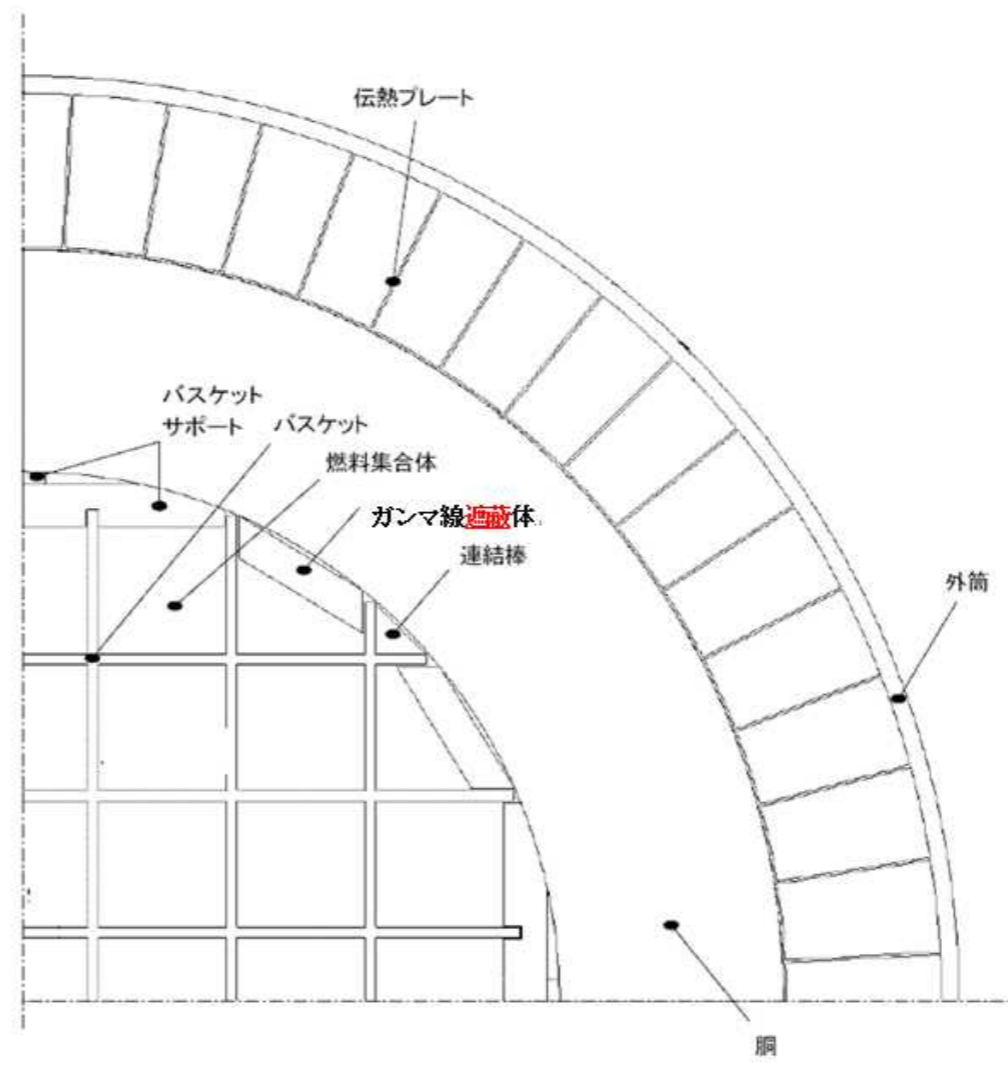 伝熱プレート
バスケット
サポート
バスケット
燃料集合体
ガンマ線遮蔽体
連結棒
外筒
胴